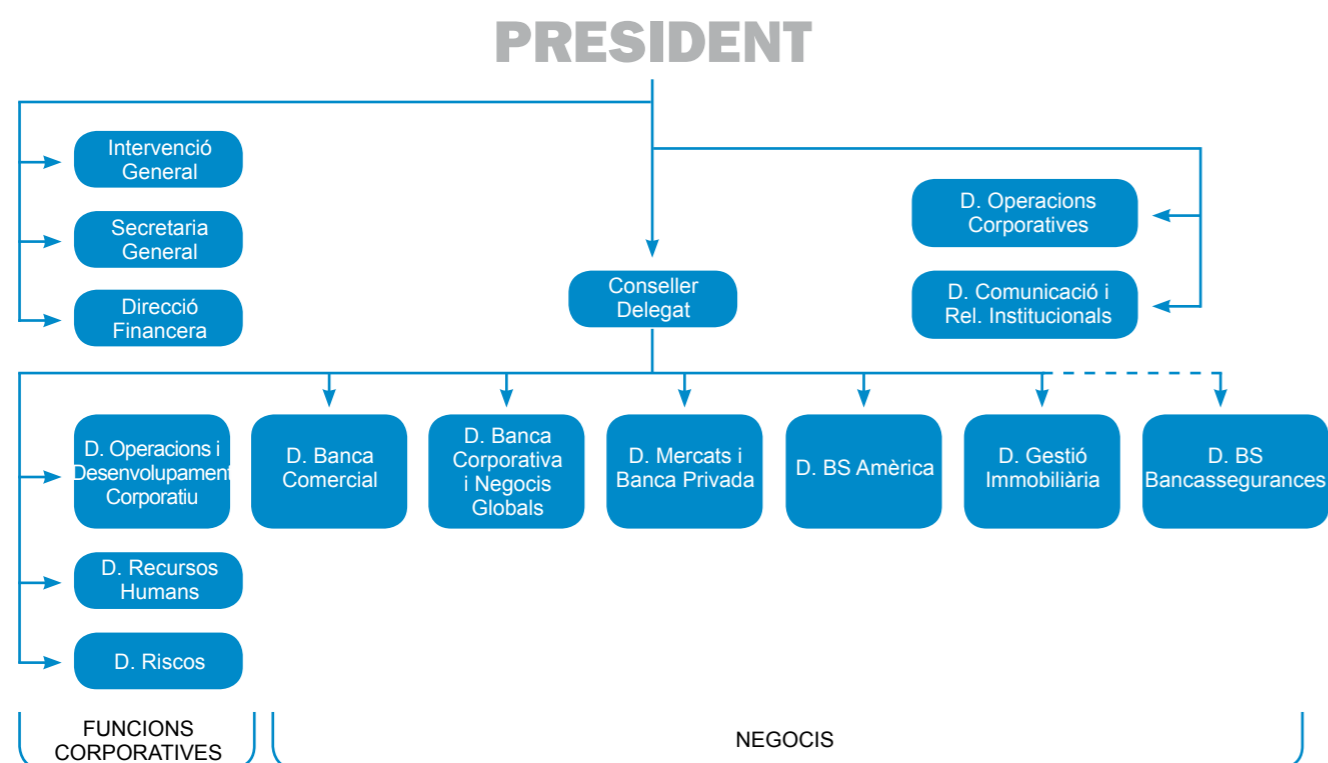 PRESIDENT
Intervenció
General
Secretaria
General
Direcció
Financera
D. Operacions
Corporatives
D. Comunicació i
Rel. Institucionals
Conseller
Delegat
D. Operacions i
Desenvolupament
Corporatiu
D. Banca
Comercial
D. Banca
Corporativa
i Negocis
Globals
D. Mercats i
Banca Privada
D. BS Amèrica
D. Gestió
Immobiliària
D. BS
Bancassegurances
D. Recursos
Humans
D. Riscos
FUNCIONS
CORPORATIVES
NEGOCIS